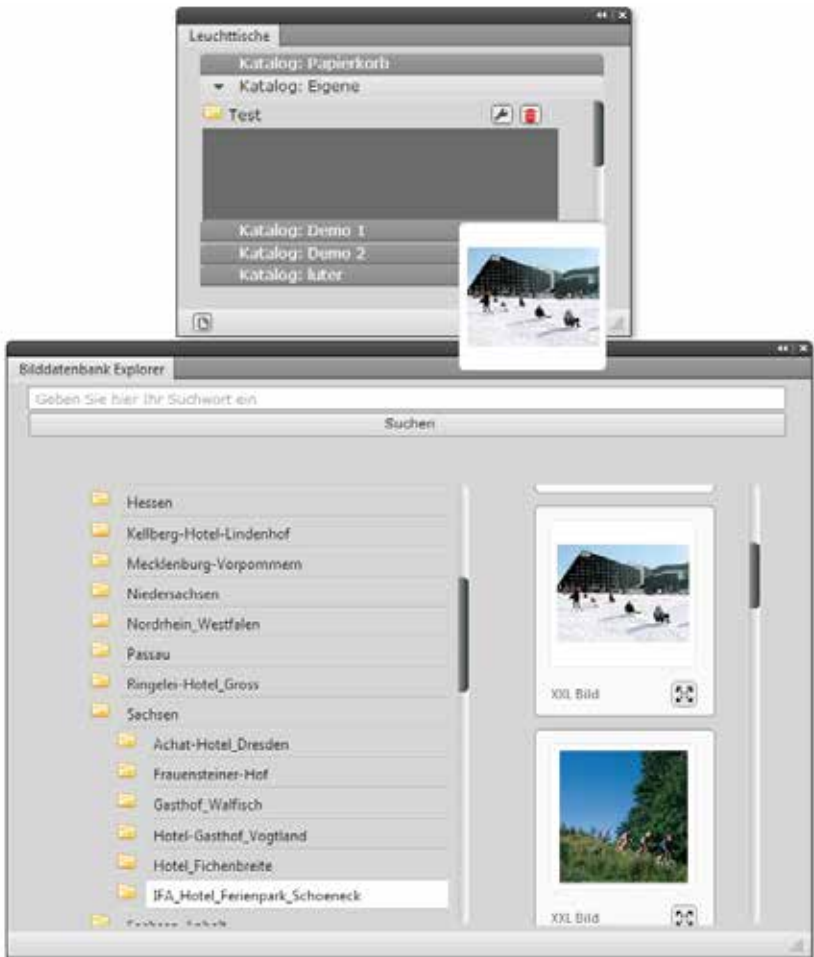 Leuchttische
Katalog: Papierkorb
Katalog: Eigene
Test
Katalog: Demo 1
Katalog: Demo 2
Katalog: luter
Bilddatenbank Explorer
Geben Sie hier Ihr Suchwort ein
Suchen
Hessen
Kellberg-Hotel-Lindenhof
Mecklenburg-Vorpommern
Niedersachsen
Nordrhein_Westfalen
Passau
Ringelei-Hotel_Gross
Sachsen
Achat-Hotel_Dresden
Frauensteiner-Hof
Gasthof_Walfisch
Hotel-Gasthof_Vogtland
Hotel_Fichenbreite
IFA_Hotel_Ferienpark_Schoeneck
XXL Bild
XXL Bild